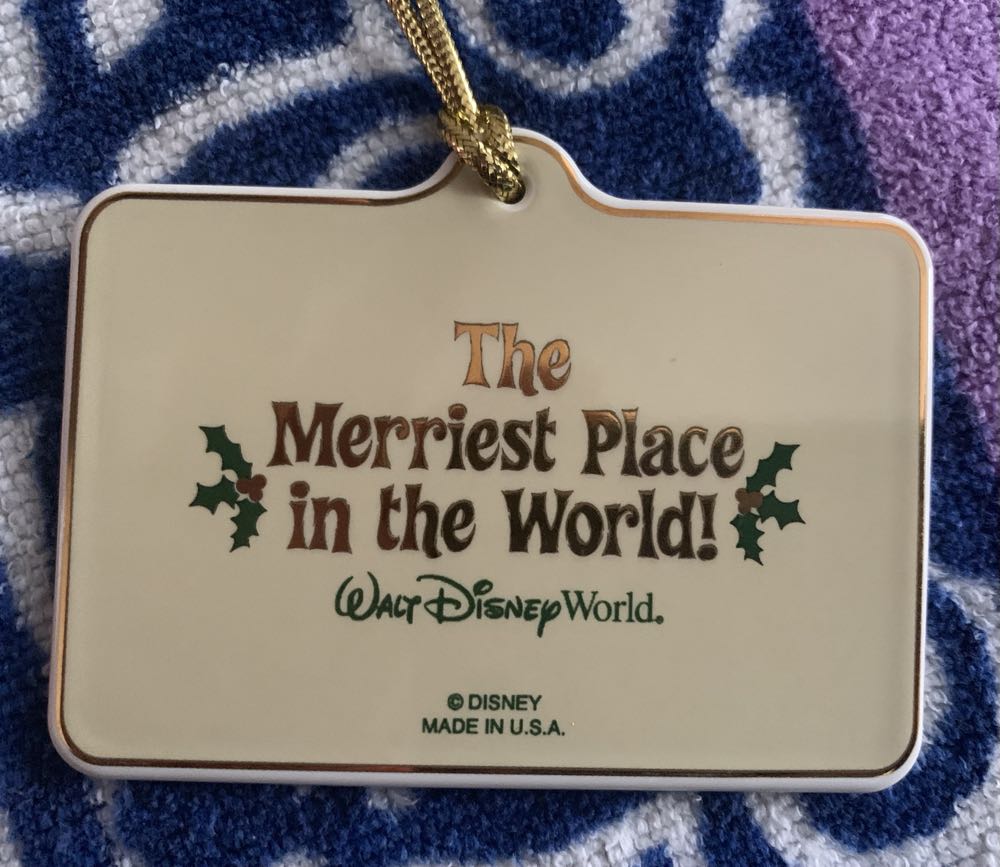 The
Merriest Place
in the World!
Walt Disney World.
© DISNEY
MADE IN U.S.A.